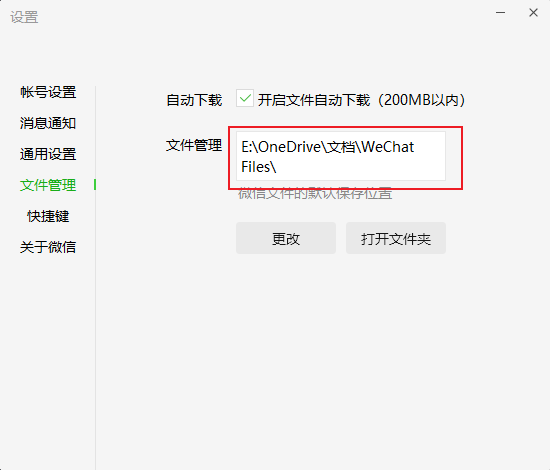 设置
帐号设置
消息通知
通用设置
文件管理
快捷键
关于微信
自动下载
开启文件自动下载（200MB以内）
文件管理
E:\OneDrive\文档\WeChat
Files\
微信文件的默认保存位置
更改
打开文件夹